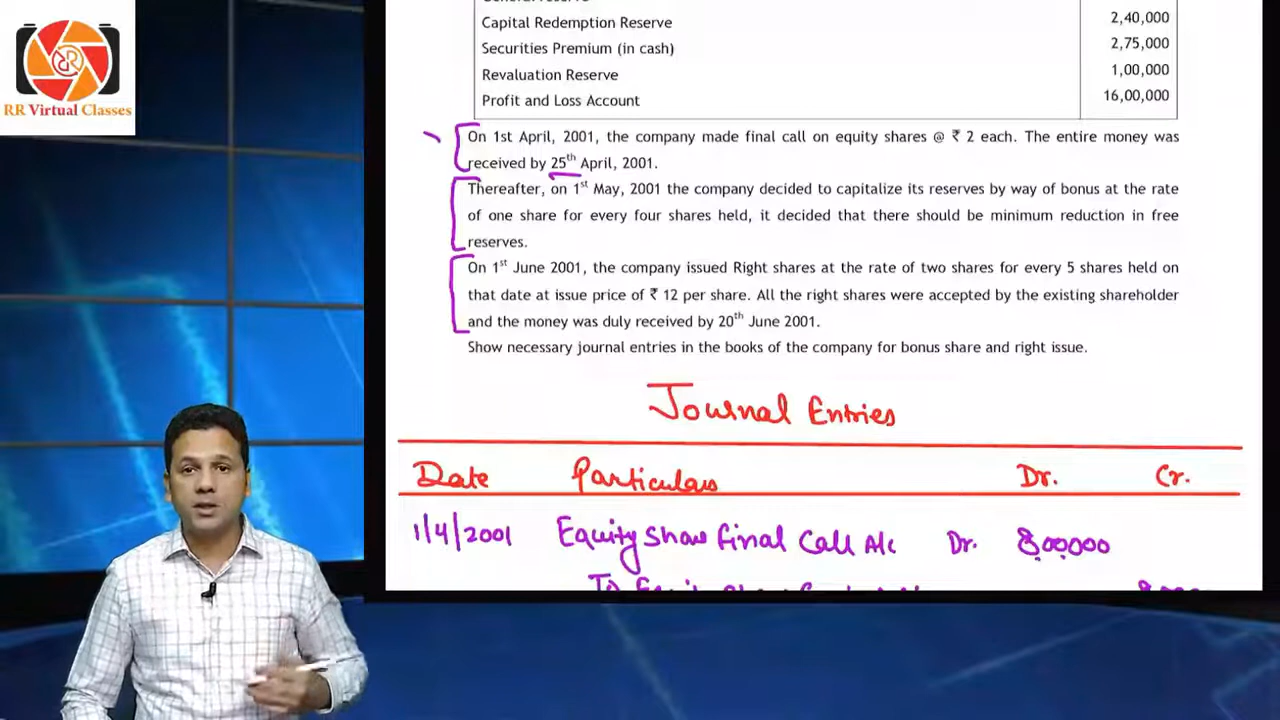 RR Virtual Classes
Capital Redemption Reserve 2,40,000
Securities Premium (in cash) 2,75,000
Revaluation Reserve 1,00,000
Profit and Loss Account 16,00,000
On 1st April, 2001, the company made final call on equity shares @ ₹ 2 each. The entire money was
received by 25th April, 2001.
Thereafter, on 1st May, 2001 the company decided to capitalize its reserves by way of bonus at the rate
of one share for every four shares held, it decided that there should be minimum reduction in free
reserves.
On 1st June 2001, the company issued Right shares at the rate of two shares for every 5 shares held on
that date at issue price of ₹ 12 per share. All the right shares were accepted by the existing shareholder
and the money was duly received by 20th June 2001.
Show necessary journal entries in the books of the company for bonus share and right issue.
Journal Entries
Date Particulars Dr. Cr.
1/4/2001 Equity Share Final Call A/c Dr. 8,00,000
To